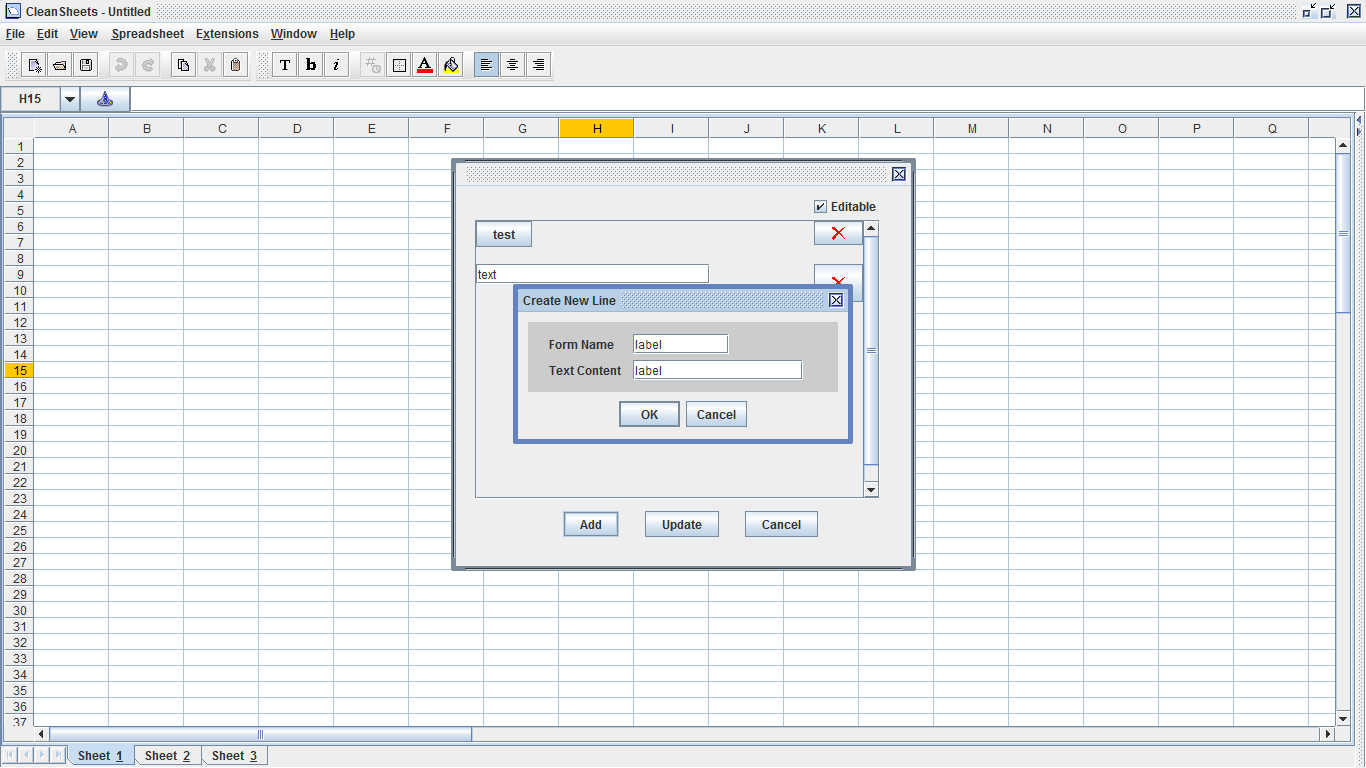 CleanSheets - Untitled
File Edit View Spreadsheet Extensions Window Help
T b i A
H15
A B C D E F G H I J K L M N O P Q
1
2
3
4
5
6
7
8
9
10
11
12
13
14
15
16
17
18
19
20
21
22
23
24
25
26
27
28
29
30
31
32
33
34
35
36
37
Editable
test
text
Create New Line
Form Name label
Text Content label
OK Cancel
Add Update Cancel
Sheet 1 Sheet 2 Sheet 3